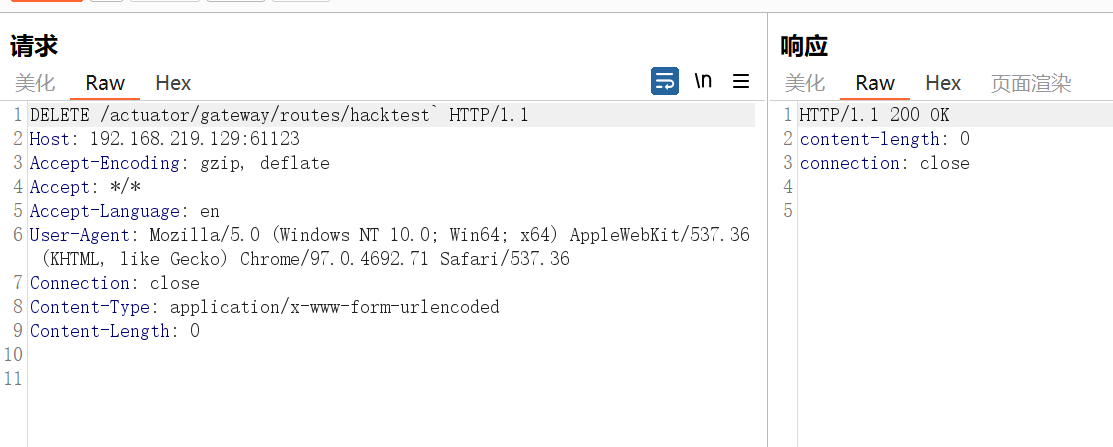 请求
美化 Raw Hex \n
1 DELETE /actuator/gateway/routes/hacktest` HTTP/1.1
2 Host: 192.168.219.129:61123
3 Accept-Encoding: gzip, deflate
4 Accept: */*
5 Accept-Language: en
6 User-Agent: Mozilla/5.0 (Windows NT 10.0; Win64; x64) AppleWebKit/537.36
(KHTML, like Gecko) Chrome/97.0.4692.71 Safari/537.36
7 Connection: close
8 Content-Type: application/x-www-form-urlencoded
9 Content-Length: 0
10
11
响应
美化 Raw Hex 页面渲染
1 HTTP/1.1 200 OK
2 content-length: 0
3 connection: close
4
5